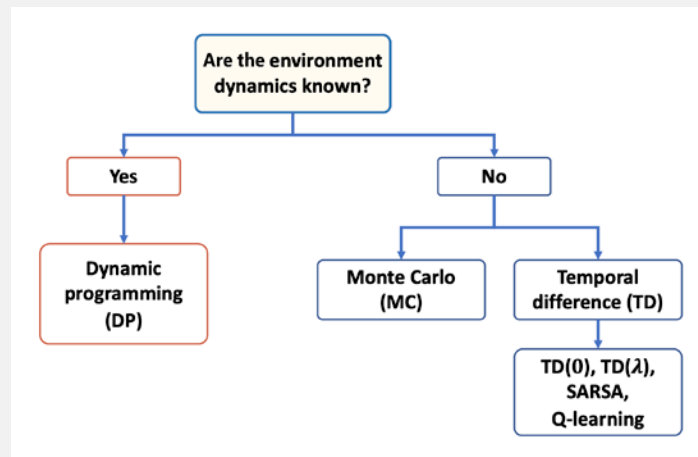 Are the environment
dynamics known?
Yes
No
Dynamic
programming
(DP)
Monte Carlo
(MC)
Temporal
difference (TD)
TD(0), TD(λ),
SARSA,
Q-learning